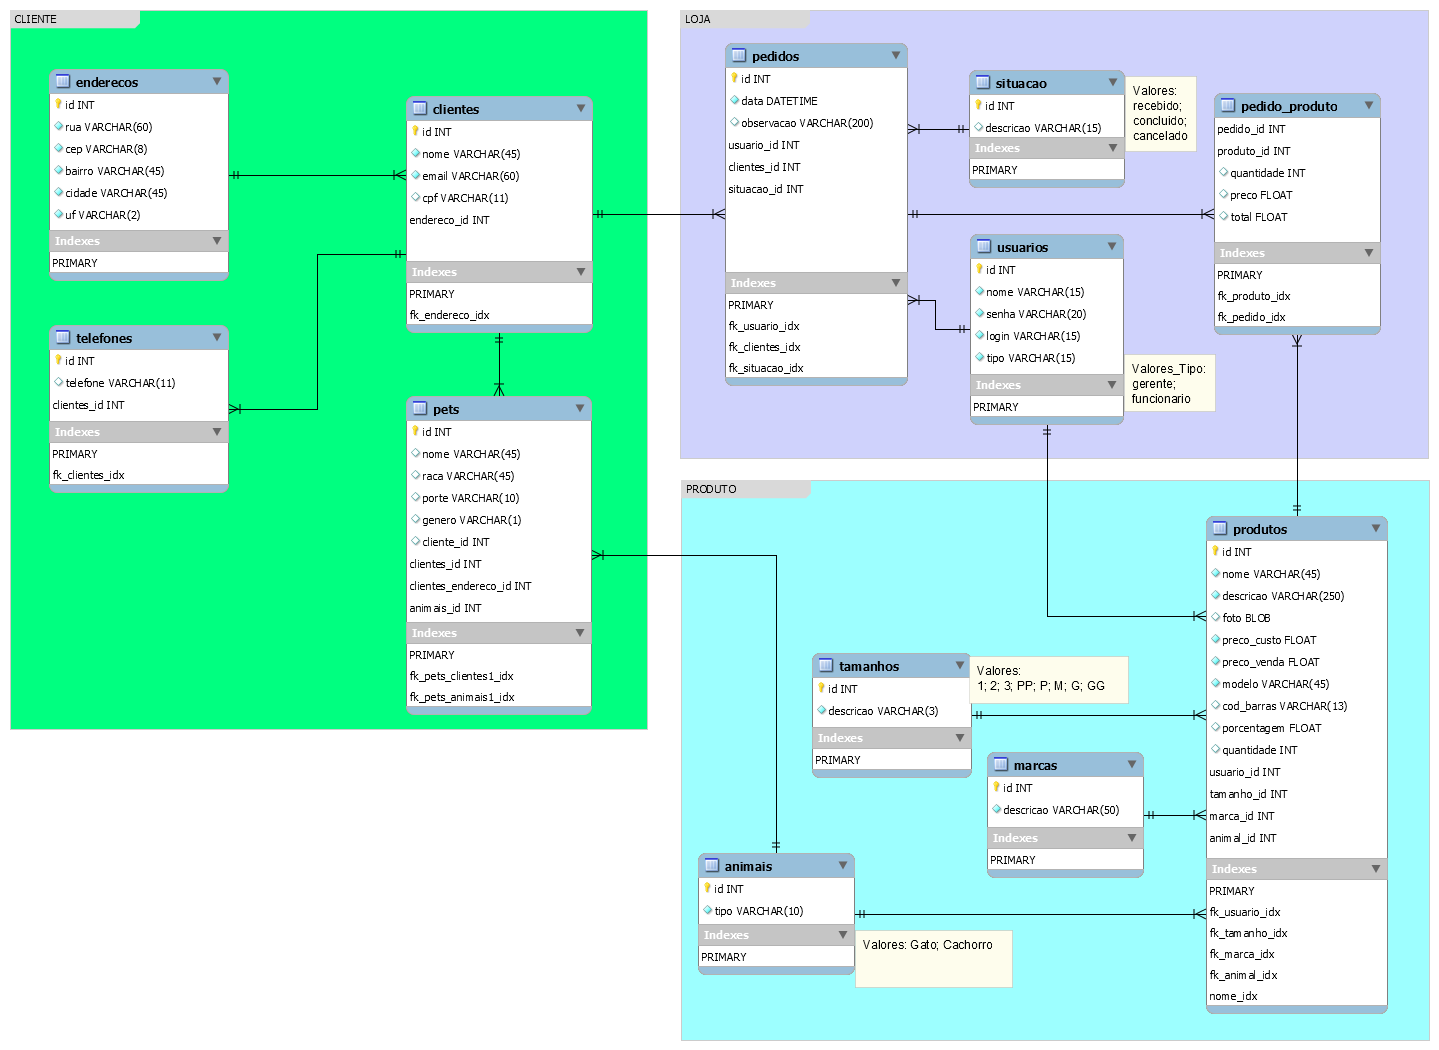 CLIENTE
enderecos
id INT
rua VARCHAR(60)
cep VARCHAR(8)
bairro VARCHAR(45)
cidade VARCHAR(45)
uf VARCHAR(2)
Indexes
PRIMARY
telefones
id INT
telefone VARCHAR(11)
clientes_id INT
Indexes
PRIMARY
fk_clientes_idx
clientes
id INT
nome VARCHAR(45)
email VARCHAR(60)
cpf VARCHAR(11)
endereco_id INT
Indexes
PRIMARY
fk_endereco_idx
pets
id INT
nome VARCHAR(45)
raca VARCHAR(45)
porte VARCHAR(10)
genero VARCHAR(1)
cliente_id INT
clientes_id INT
clientes_endereco_id INT
animais_id INT
Indexes
PRIMARY
fk_pets_clientes1_idx
fk_pets_animais1_idx
LOJA
pedidos
id INT
data DATETIME
observacao VARCHAR(200)
usuario_id INT
clientes_id INT
situacao_id INT
Indexes
PRIMARY
fk_usuario_idx
fk_clientes_idx
fk_situacao_idx
situacao
id INT
descricao VARCHAR(15)
Indexes
PRIMARY
Valores:
recebido;
concluido;
cancelado
usuarios
id INT
nome VARCHAR(15)
senha VARCHAR(20)
login VARCHAR(15)
tipo VARCHAR(15)
Indexes
PRIMARY
Valores_Tipo:
gerente;
funcionario
pedido_produto
pedido_id INT
produto_id INT
quantidade INT
preco FLOAT
total FLOAT
Indexes
PRIMARY
fk_produto_idx
fk_pedido_idx
PRODUTO
produtos
id INT
nome VARCHAR(45)
descricao VARCHAR(250)
foto BLOB
preco_custo FLOAT
preco_venda FLOAT
modelo VARCHAR(45)
cod_barras VARCHAR(13)
porcentagem FLOAT
quantidade INT
usuario_id INT
tamanho_id INT
marca_id INT
animal_id INT
Indexes
PRIMARY
fk_usuario_idx
fk_tamanho_idx
fk_marca_idx
fk_animal_idx
nome_idx
tamanhos
id INT
descricao VARCHAR(3)
Indexes
PRIMARY
Valores:
1; 2; 3; PP; P; M; G; GG
marcas
id INT
descricao VARCHAR(50)
Indexes
PRIMARY
animais
id INT
tipo VARCHAR(10)
Indexes
PRIMARY
Valores: Gato; Cachorro